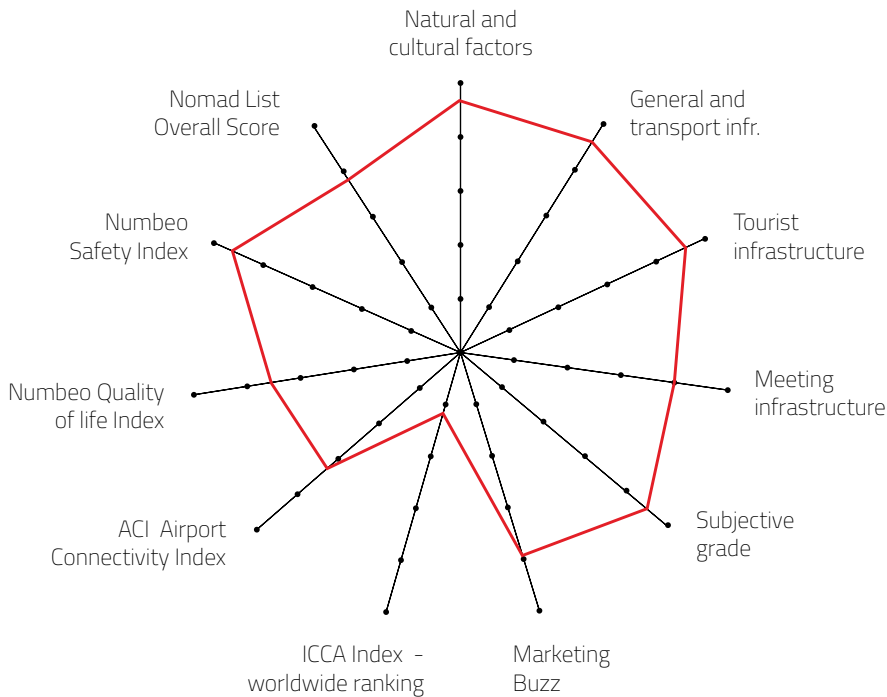 Natural and
cultural factors
General and
transport infr.
Tourist
infrastructure
Meeting
infrastructure
Subjective
grade
Marketing
Buzz
ICCA Index -
worldwide ranking
ACI Airport
Connectivity Index
Numbeo Quality
of life Index
Numbeo
Safety Index
Nomad List
Overall Score